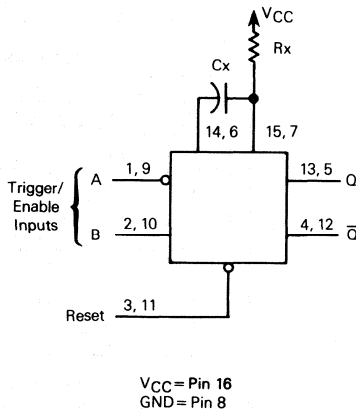 VCC
Rx
Cx
14, 6
15, 7
Trigger/
Enable
Inputs
A
1, 9
13, 5
Q
B
2, 10
4, 12
Q̅
Reset
3, 11
VCC = Pin 16
GND = Pin 8